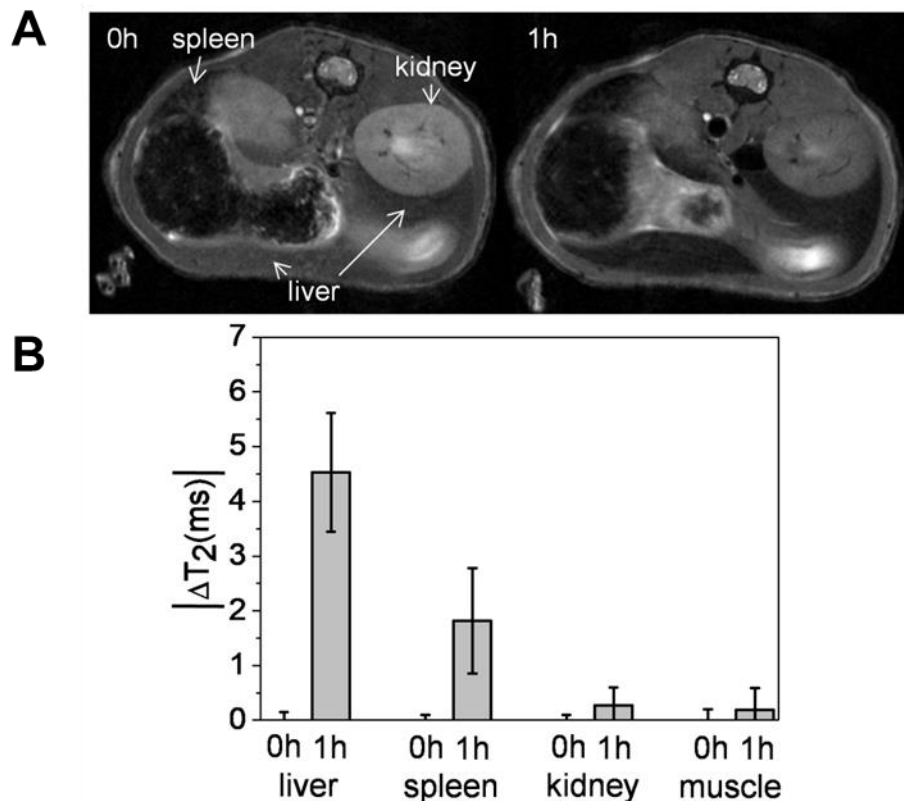 A
0h
spleen
kidney
liver
1h
B
|ΔT₂(ms)|
7
6
5
4
3
2
1
0
0h 1h 0h 1h 0h 1h 0h 1h
liver spleen kidney muscle